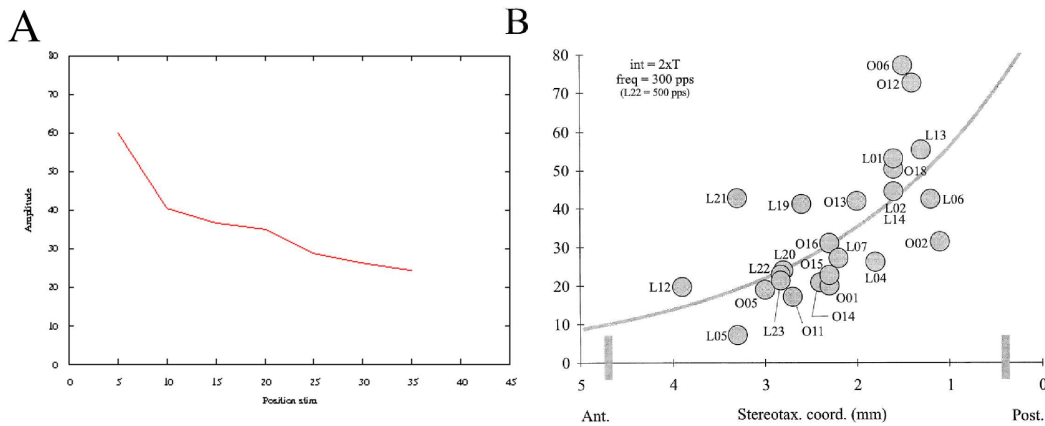 A
80
70
60
50
40
30
20
10
0
Amplitude
0 5 10 15 20 25 30 35 40 45
Position stim
B
80
70
60
50
40
30
20
10
0
int = 2xT
freq = 300 pps
(L22 = 500 pps)
O06
O12
L13
L01
O18
L21
L19
O13
L02
L14
L06
O16
L07
O02
L20
L22
O15
L04
L12
O05
O01
O14
L23
O11
L05
5 4 3 2 1 0
Ant. Stereotax. coord. (mm) Post.